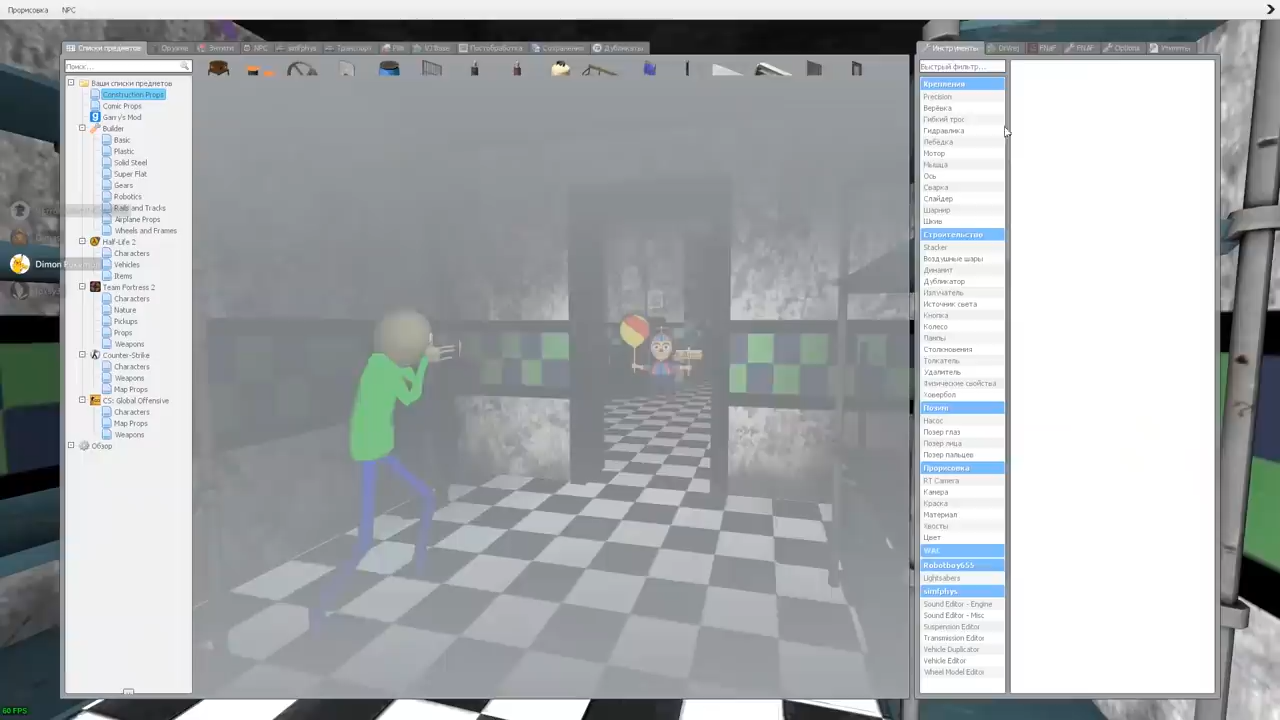 Прорисовка NPC
Списки предметов Оружие Энтити NPC simfphys Транспорт Pill Постобработка Сохранения Дубликаты
Инструменты FNaF FNAF Options Утилиты
Поиск...
Ваши списки предметов
Construction Props
Comic Props
Garry's Mod
Builder
Basic
Plastic
Solid Steel
Super Flat
Gears
Robotics
Rails and Tracks
Airplane Props
Wheels and Frames
Half-Life 2
Characters
Vehicles
Items
Team Fortress 2
Characters
Nature
Pickups
Props
Weapons
Counter-Strike
Characters
Weapons
Map Props
CS: Global Offensive
Characters
Map Props
Weapons
Обзор
Dimon
Быстрый фильтр...
Крепления
Precision
Верёвка
Гибкий трос
Гидравлика
Лебёдка
Мотор
Мышца
Ось
Сварка
Слайдер
Шарнир
Шкив
Строительство
Stacker
Воздушные шары
Динамит
Дубликатор
Излучатель
Источник света
Кнопка
Колесо
Лампы
Столкновения
Толкатель
Удалитель
Физические свойства
Ховербол
Позинг
Насос
Позер глаз
Позер лица
Позер пальцев
Прорисовка
RT Camera
Камера
Краска
Материал
Хвосты
Цвет
WAC
Robotboy655
Lightsabers
simfphys
Sound Editor - Engine
Sound Editor - Misc
Suspension Editor
Transmission Editor
Vehicle Duplicator
Vehicle Editor
Wheel Model Editor
60 FPS